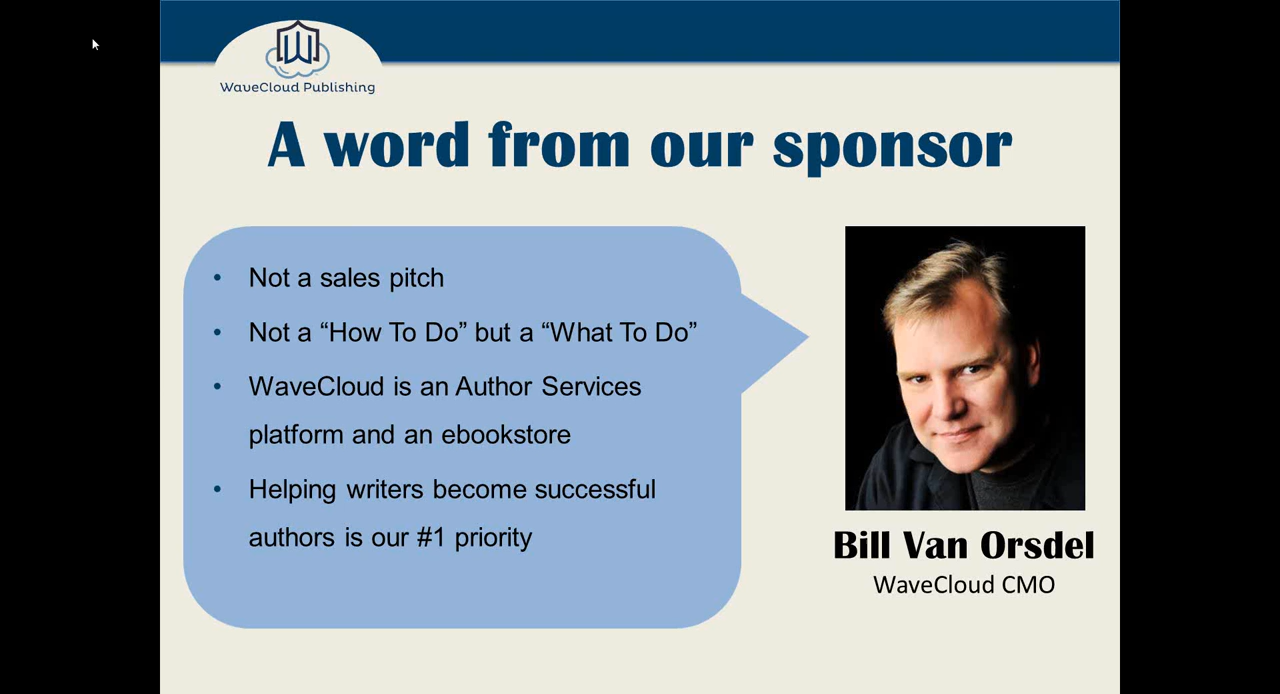 WaveCloud Publishing
A word from our sponsor
• Not a sales pitch
• Not a “How To Do” but a “What To Do”
• WaveCloud is an Author Services
platform and an ebookstore
• Helping writers become successful
authors is our #1 priority
Bill Van Orsdel
WaveCloud CMO